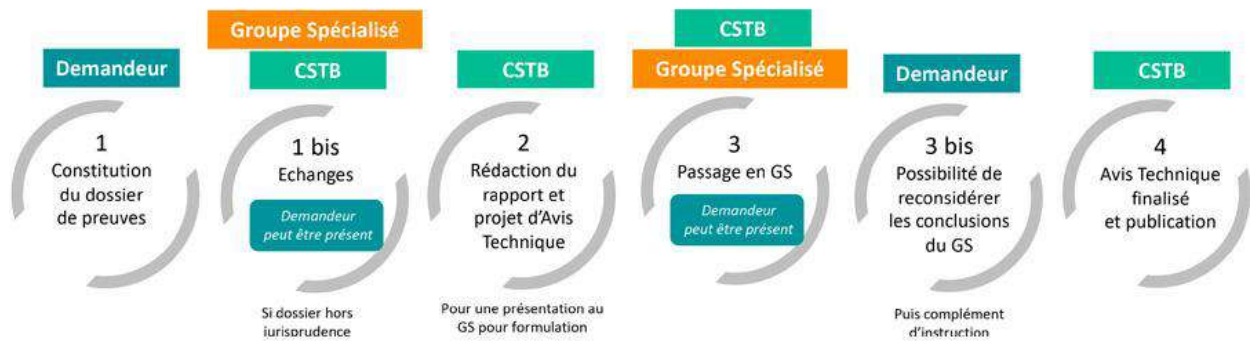 Demandeur
1
Constitution
du dossier
de preuves
Groupe Spécialisé
CSTB
1 bis
Echanges
Demandeur
peut être présent
Si dossier hors
jurisprudence
CSTB
2
Rédaction du
rapport et
projet d'Avis
Technique
Pour une présentation au
GS pour formulation
CSTB
Groupe Spécialisé
3
Passage en GS
Demandeur
peut être présent
Demandeur
3 bis
Possibilité de
reconsidérer
les conclusions
du GS
Puis complément
d'instruction
CSTB
4
Avis Technique
finalisé
et publication